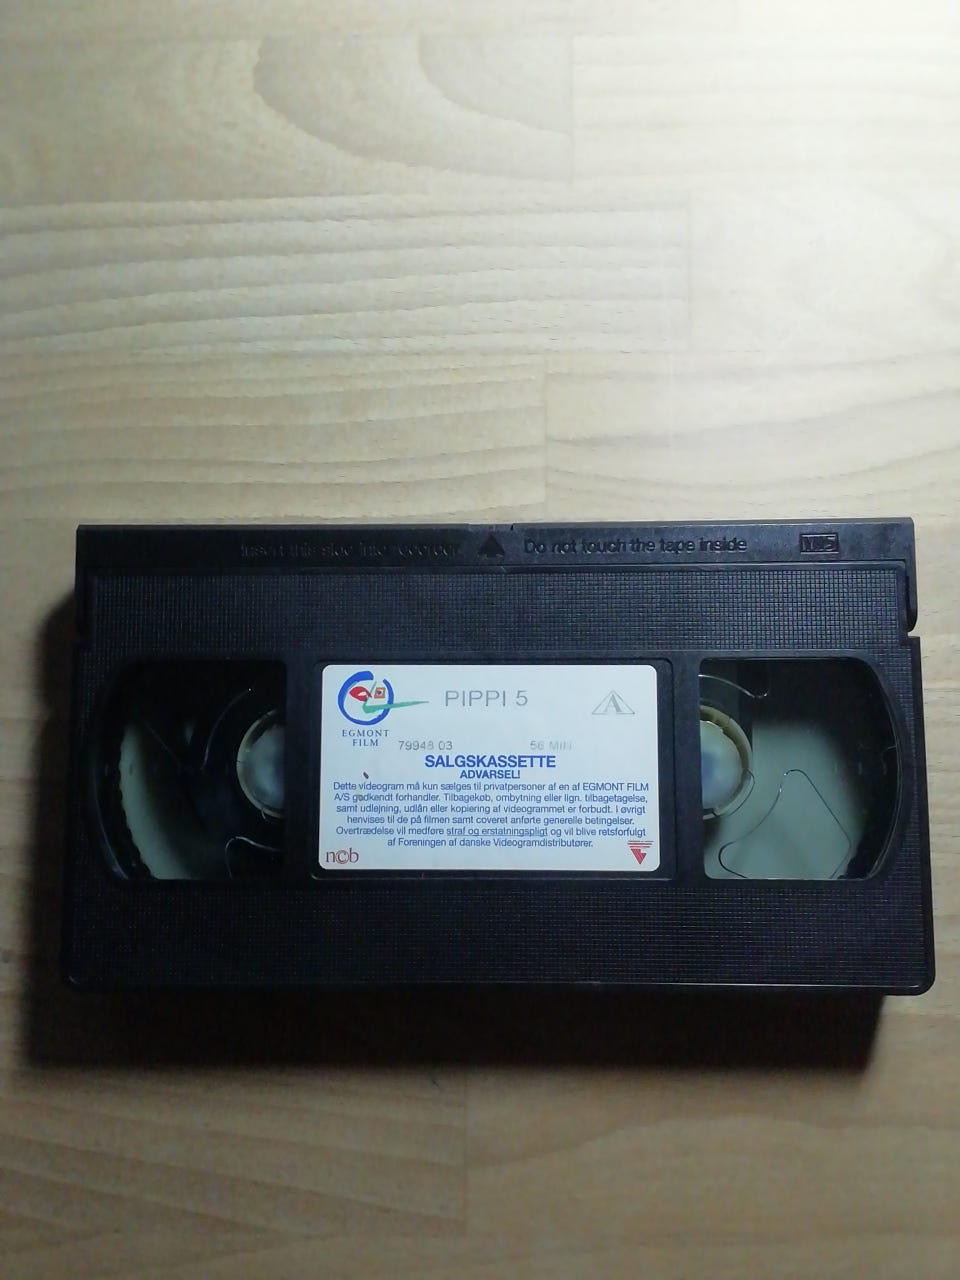 Insert this side into recorder Do not touch the tape inside VHS
PIPPI 5
A
EGMONT
FILM
79948 03 56 MIN
SALGSKASSETTE
ADVARSEL!
Dette videogram må kun sælges til privatpersoner af en af EGMONT FILM
A/S godkendt forhandler. Tilbagekøb, ombytning eller lign. tilbagetagelse,
samt udlejning, udlån eller kopiering af videogrammet er forbudt. I øvrigt
henvises til de på filmen samt coveret anførte generelle betingelser.
Overtrædelse vil medføre straf og erstatningspligt og vil blive retsforfulgt
af Foreningen af danske Videogramdistributører.
ncb